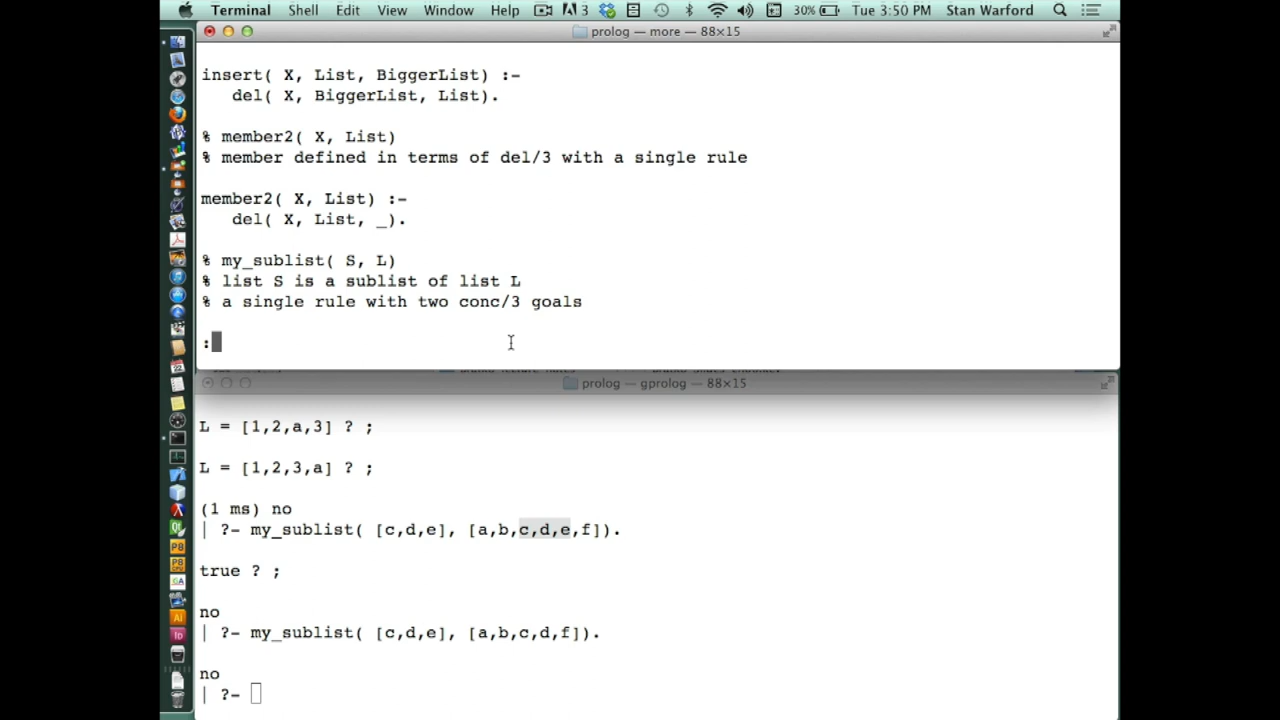 Terminal Shell Edit View Window Help 3 30% Tue 3:50 PM Stan Warford
prolog — more — 88×15
insert( X, List, BiggerList) :-
del( X, BiggerList, List).
% member2( X, List)
% member defined in terms of del/3 with a single rule
member2( X, List) :-
del( X, List, _).
% my_sublist( S, L)
% list S is a sublist of list L
% a single rule with two conc/3 goals
:
prolog — gprolog — 88×15
L = [1,2,a,3] ? ;
L = [1,2,3,a] ? ;
(1 ms) no
| ?- my_sublist( [c,d,e], [a,b,c,d,e,f]).
true ? ;
no
| ?- my_sublist( [c,d,e], [a,b,c,d,f]).
no
| ?-